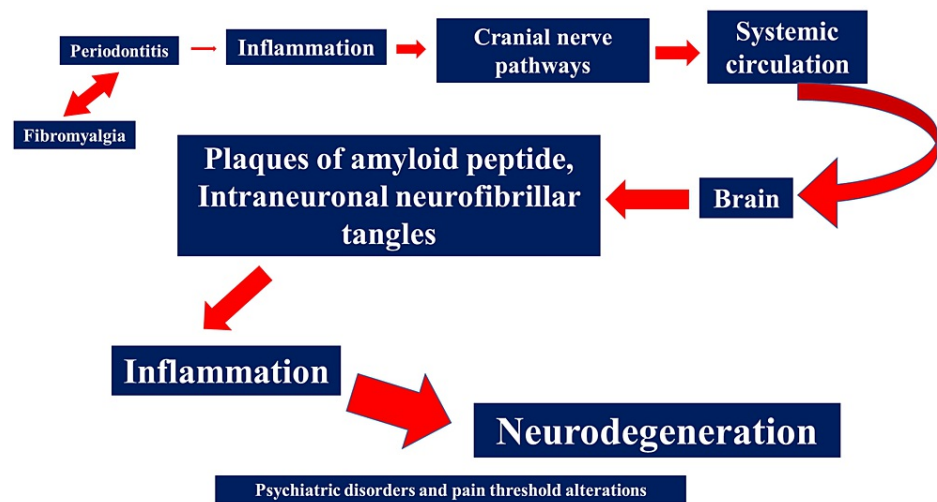 Periodontitis
Inflammation
Cranial nerve
pathways
Systemic
circulation
Fibromyalgia
Plaques of amyloid peptide,
Intraneuronal neurofibrillar
tangles
Brain
Inflammation
Neurodegeneration
Psychiatric disorders and pain threshold alterations